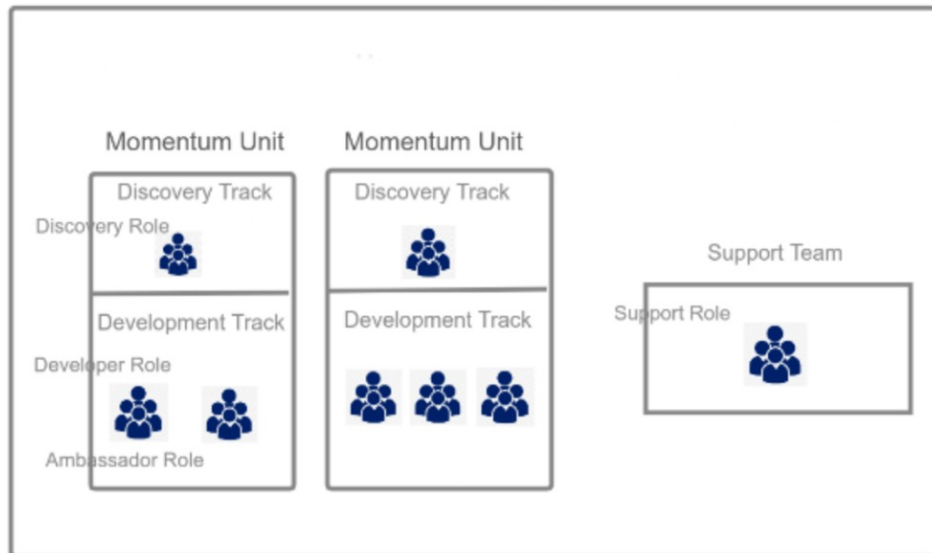 Momentum Unit
Momentum Unit
Discovery Track
Discovery Track
Discovery Role
Support Team
Support Role
Development Track
Development Track
Developer Role
Ambassador Role